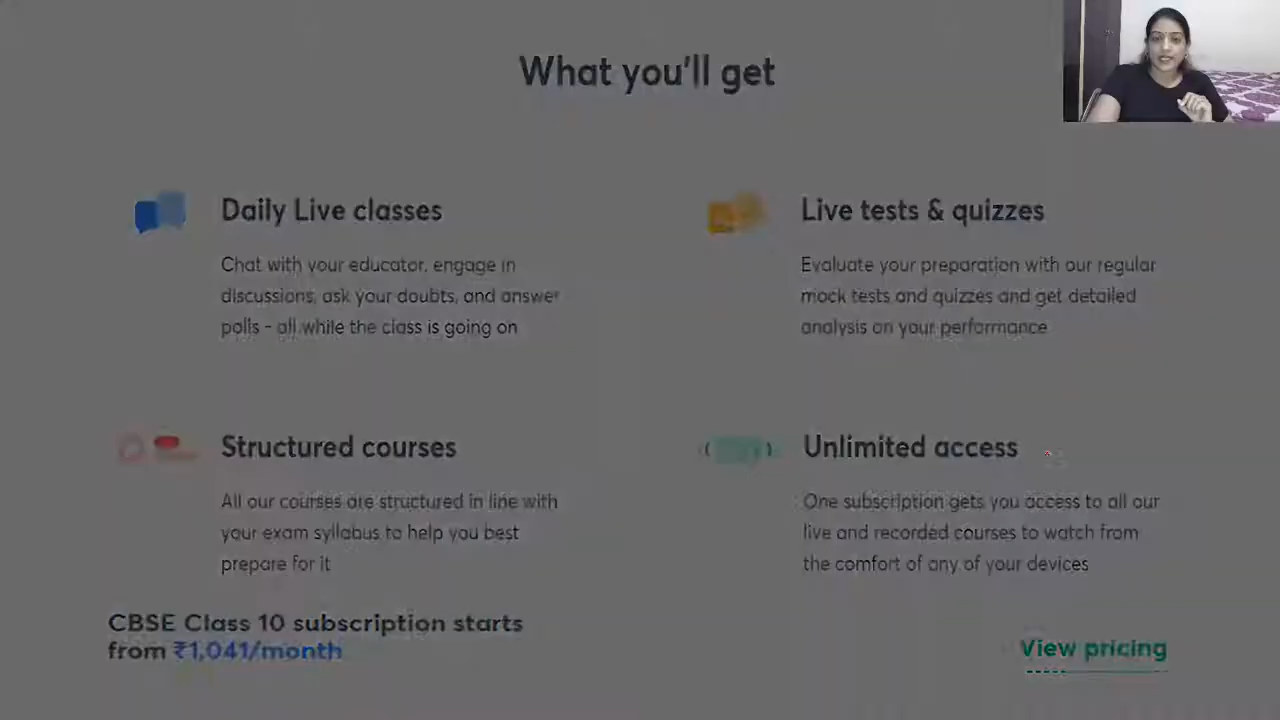 What you'll get
Daily Live classes
Chat with your educator, engage in
discussions, ask your doubts, and answer
polls - all while the class is going on
Live tests & quizzes
Evaluate your preparation with our regular
mock tests and quizzes and get detailed
analysis on your performance
Structured courses
All our courses are structured in line with
your exam syllabus to help you best
prepare for it
Unlimited access
One subscription gets you access to all our
live and recorded courses to watch from
the comfort of any of your devices
CBSE Class 10 subscription starts
from ₹1,041/month
View pricing